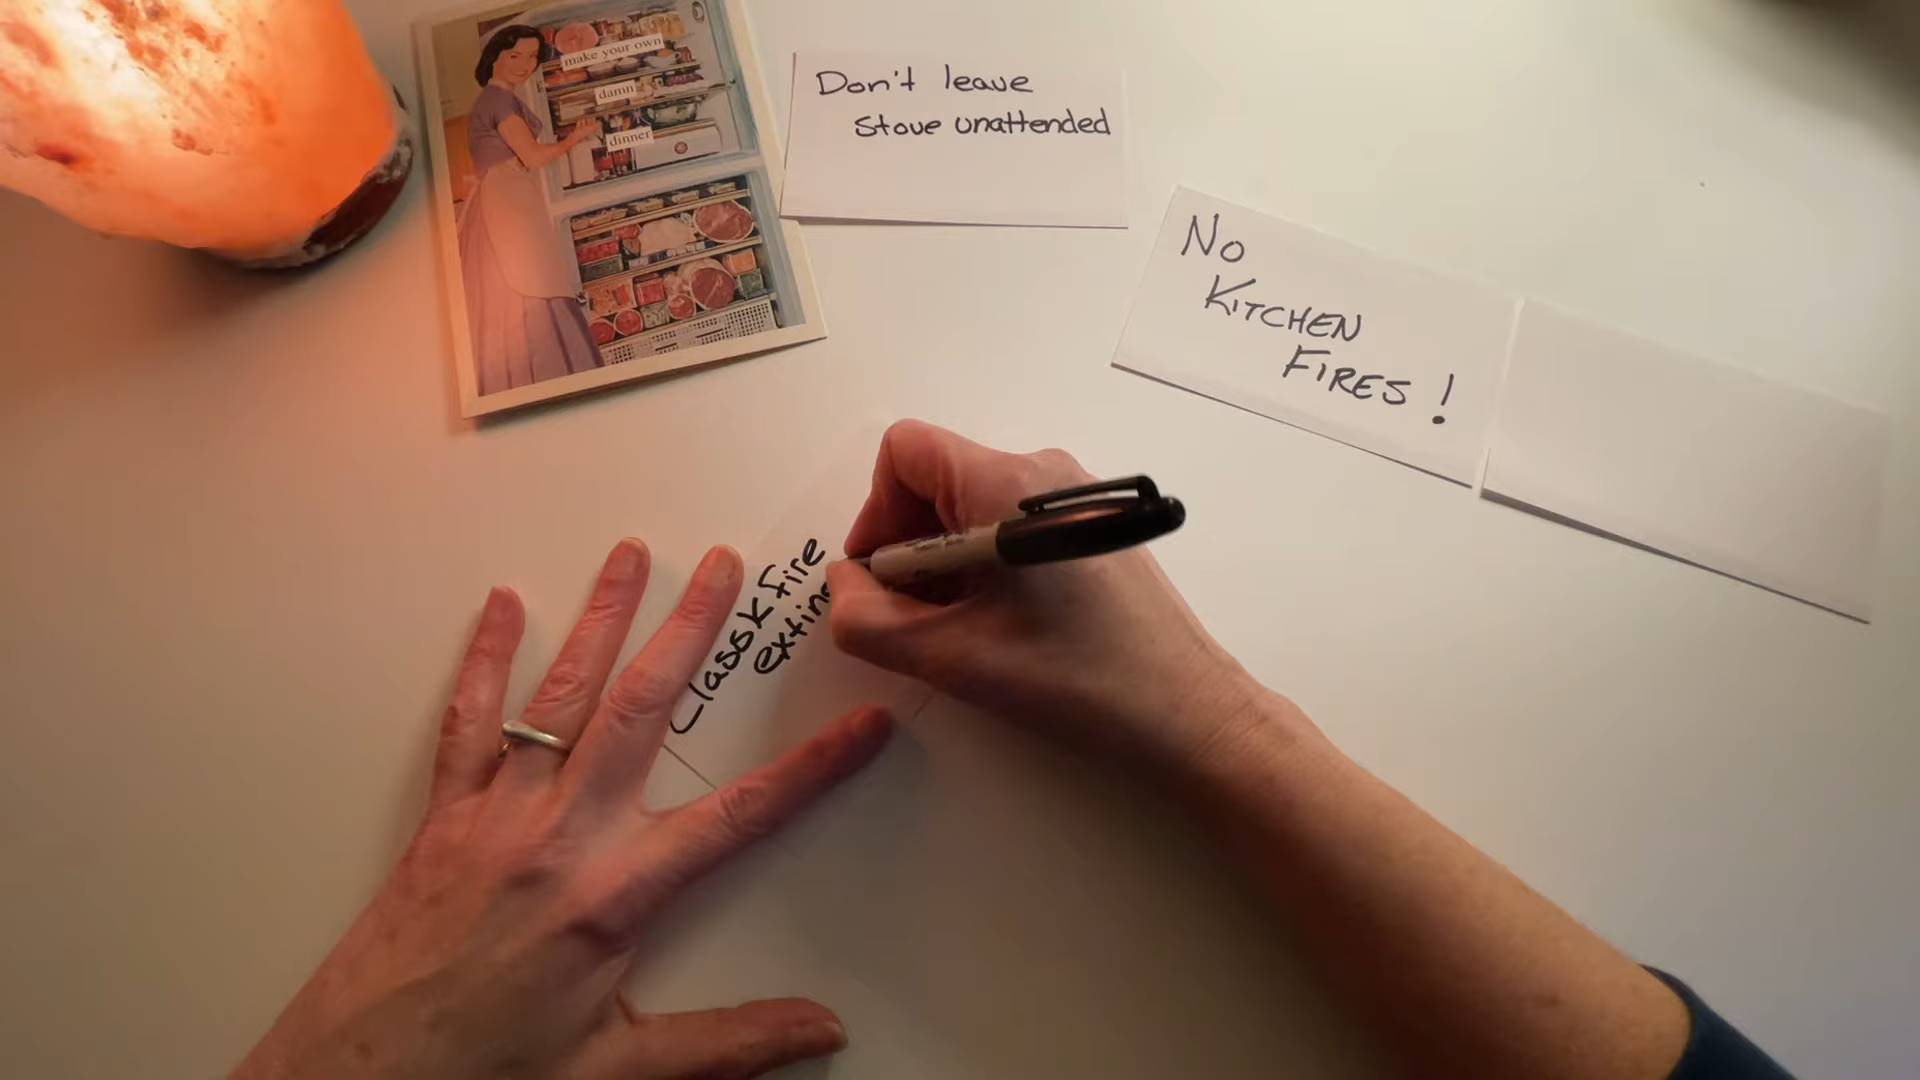 make your own
damn
dinner
Don't leave
Stove unattended
No
KITCHEN
FIRES!
Class K fire
extin